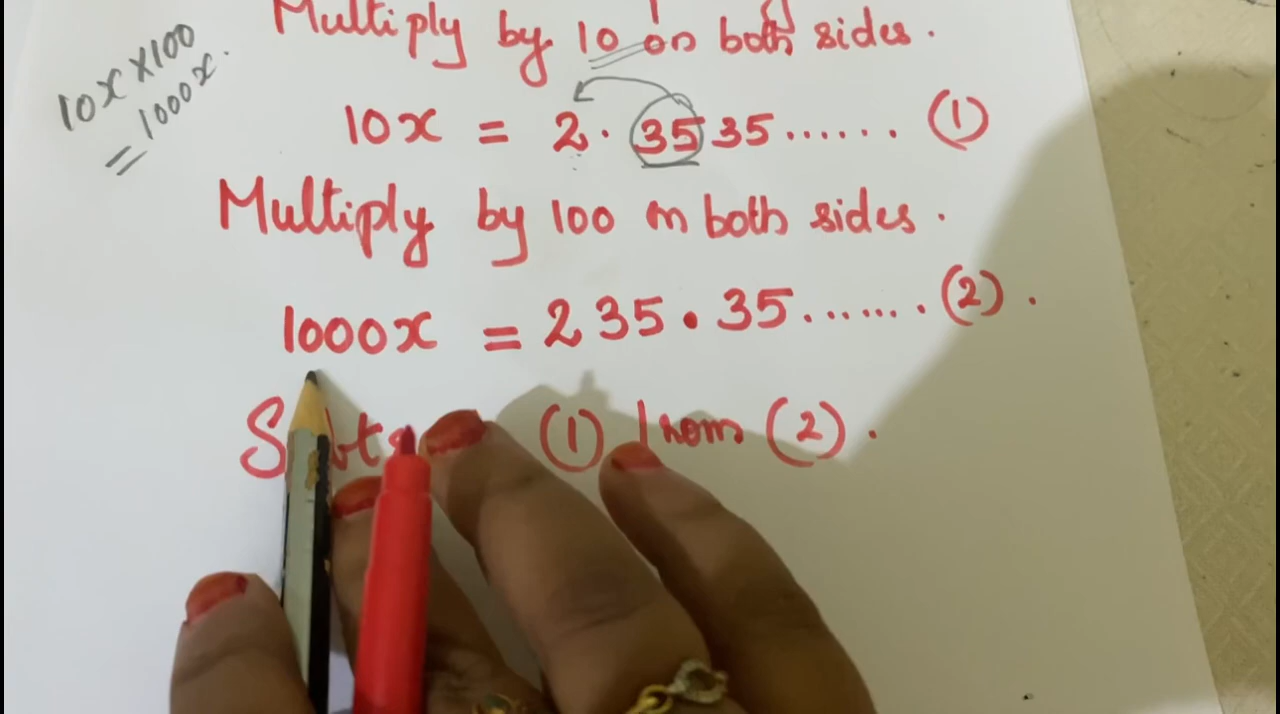 Multiply by 10 on both sides.
10x × 100
= 1000x.
10x = 2.3535...... (1)
Multiply by 100 on both sides.
1000x = 235.35....... (2).
(1) from (2).